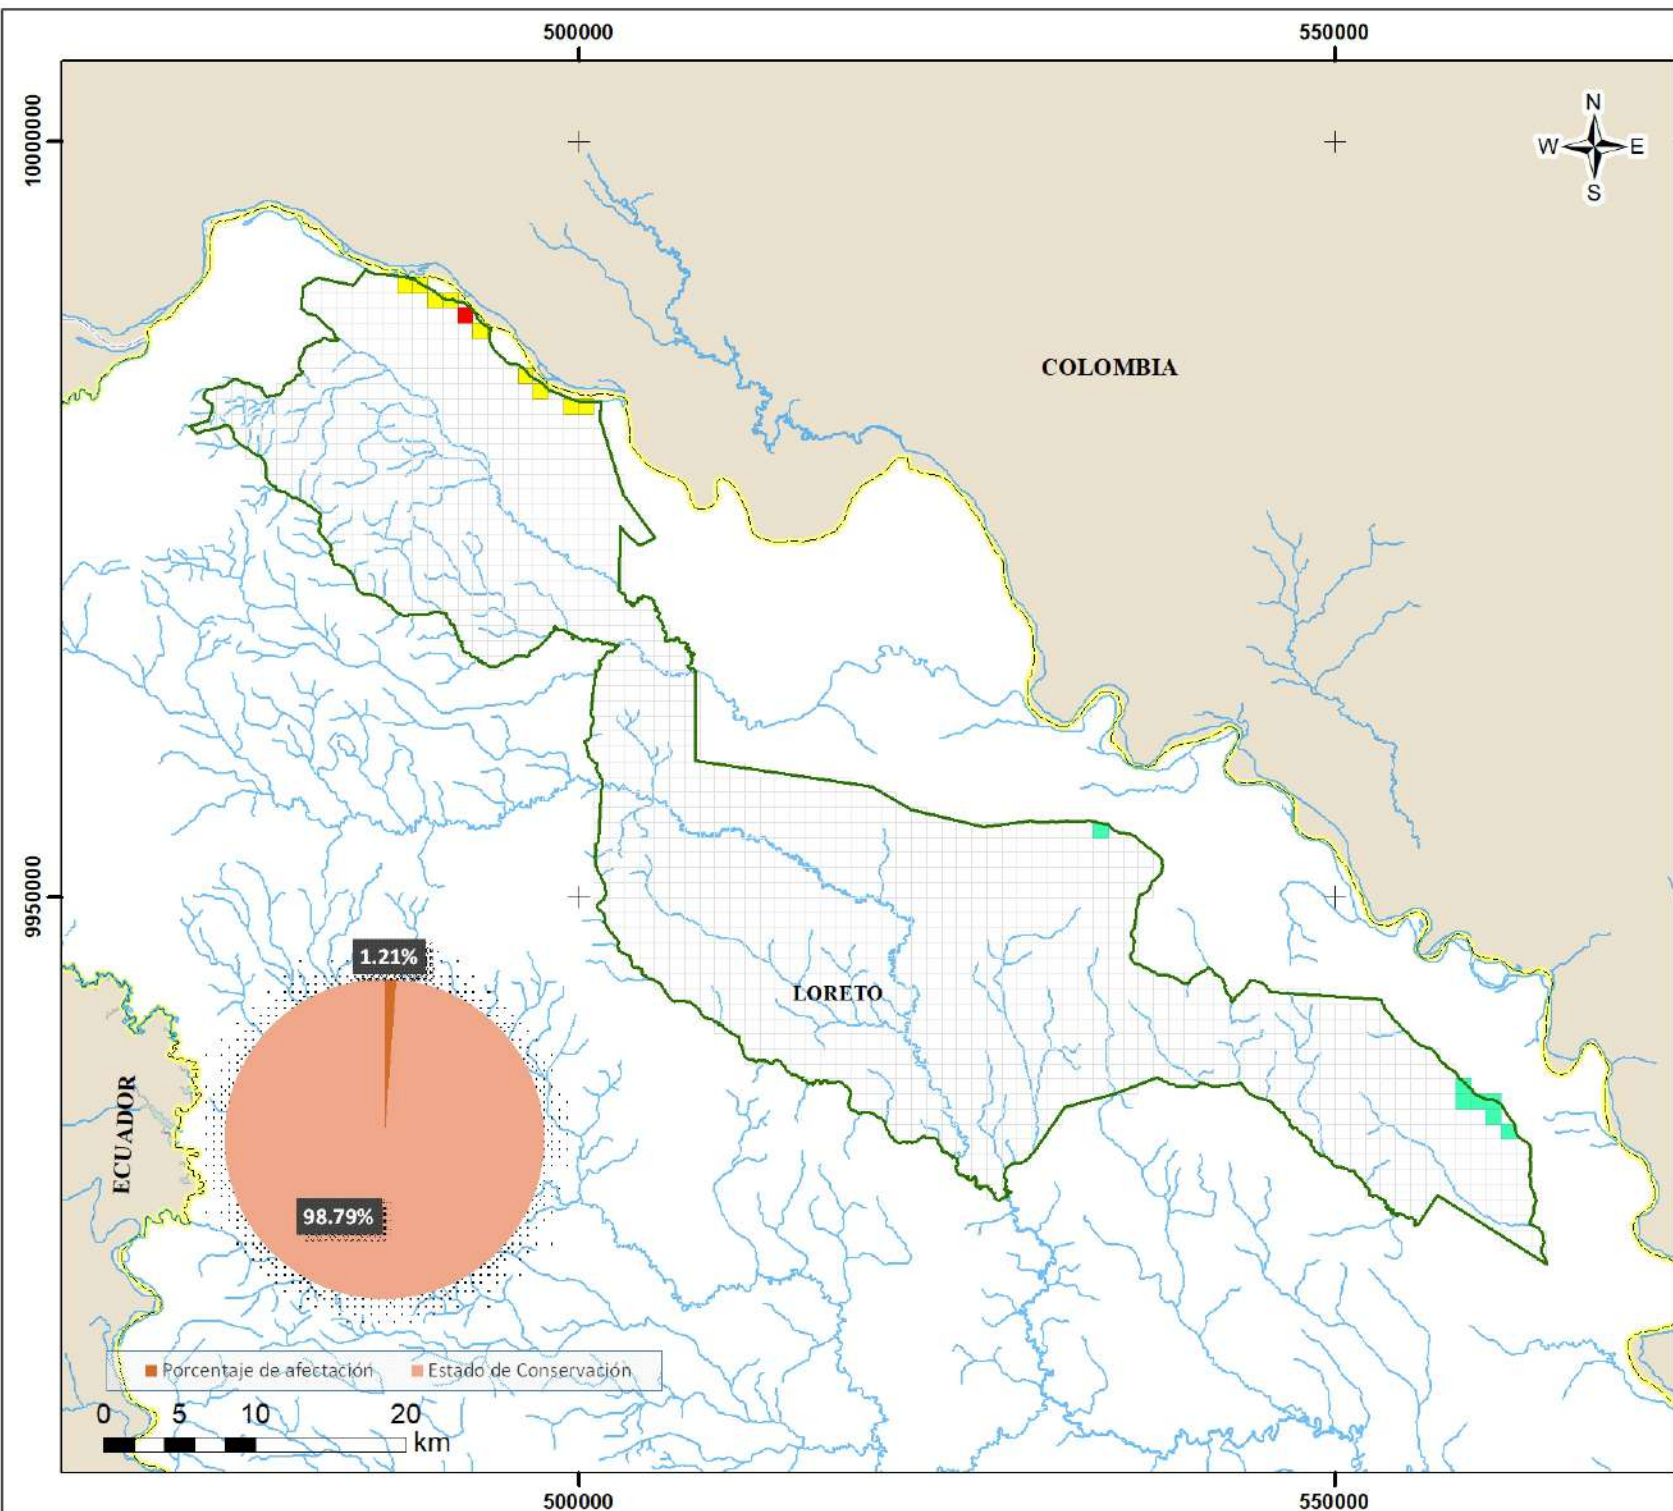 500000 550000
10000000
N
W E
S
COLOMBIA
9950000
1.21%
LORETO
ECUADOR
98.79%
Porcentaje de afectación Estado de Conservación
0 5 10 20
km
500000 550000